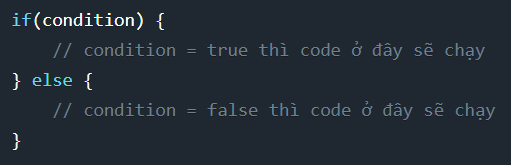 if(condition) {
    // condition = true thì code ở đây sẽ chạy
} else {
    // condition = false thì code ở đây sẽ chạy
}